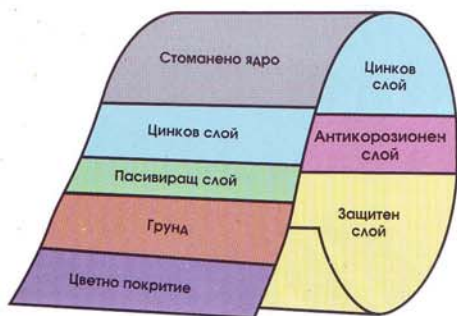 Стоманено ядро
Цинков слой
Пасивиращ слой
Грунд
Цветно покритие
Цинков
слой
Антикорозионен
слой
Защитен
слой